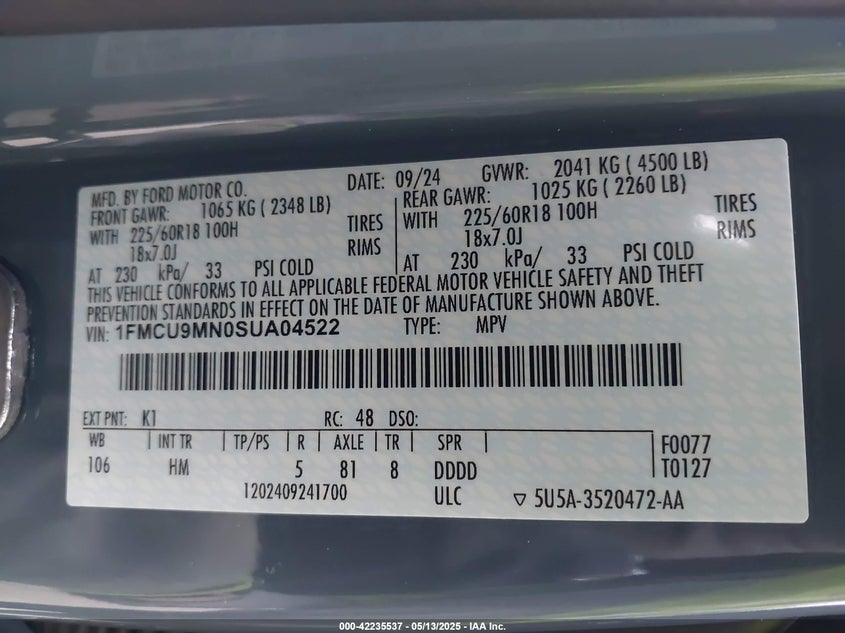 MFD. BY FORD MOTOR CO. DATE: 09/24 GVWR: 2041 KG ( 4500 LB)
FRONT GAWR: 1065 KG ( 2348 LB) REAR GAWR: 1025 KG ( 2260 LB)
WITH 225/60R18 100H TIRES WITH 225/60R18 100H TIRES
18x7.0J RIMS 18x7.0J RIMS
AT 230 kPa/ 33 PSI COLD AT 230 kPa/ 33 PSI COLD
THIS VEHICLE CONFORMS TO ALL APPLICABLE FEDERAL MOTOR VEHICLE SAFETY AND THEFT
PREVENTION STANDARDS IN EFFECT ON THE DATE OF MANUFACTURE SHOWN ABOVE.
VIN: 1FMCU9MN0SUA04522 TYPE: MPV
EXT PNT: K1 RC: 48 DSO:
WB INT TR TP/PS R AXLE TR SPR F0077
106 HM 5 81 8 DDDD T0127
1202409241700 ULC ▽ 5U5A-3520472-AA
000-42235537 - 05/13/2025 - IAA Inc.